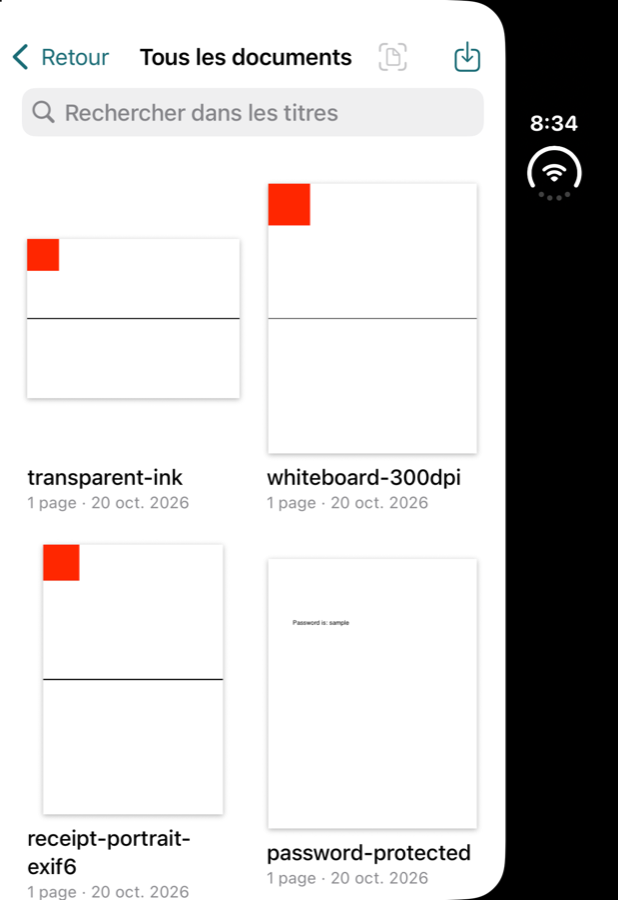 Retour
Tous les documents
8:34
Rechercher dans les titres
transparent-ink
1 page · 20 oct. 2026
whiteboard-300dpi
1 page · 20 oct. 2026
Password is: sample
receipt-portrait-
exif6
1 page · 20 oct. 2026
password-protected
1 page · 20 oct. 2026